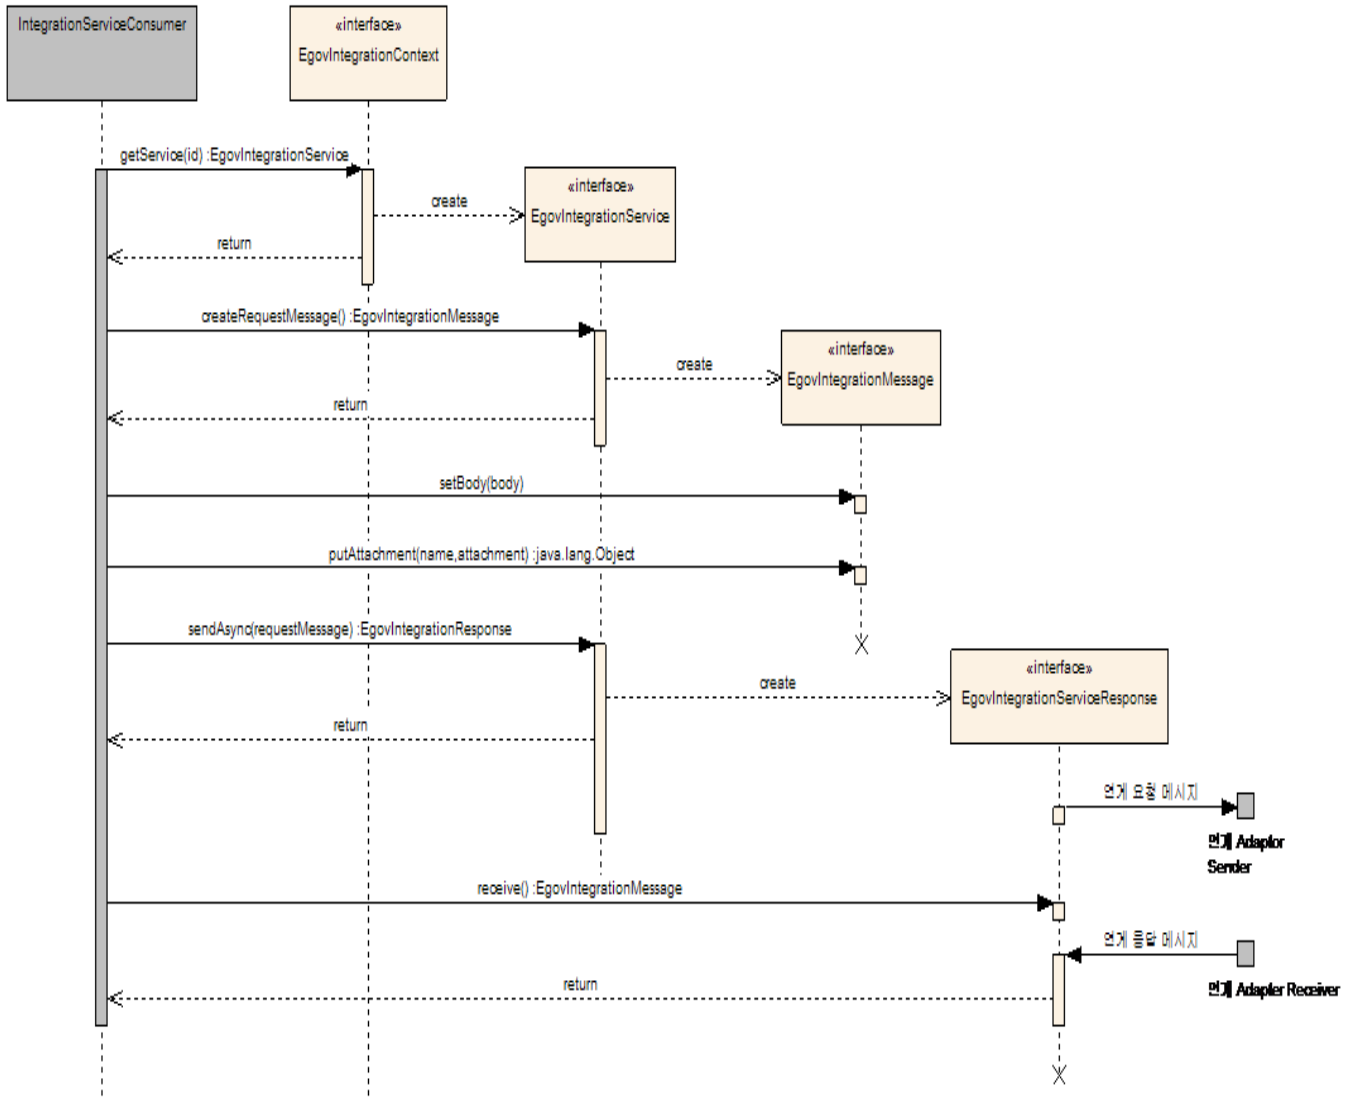 IntegrationServiceConsumer
«interface»
EgovIntegrationContext
getService(id) :EgovIntegrationService
«interface»
EgovIntegrationService
create
return
createRequestMessage() :EgovIntegrationMessage
«interface»
EgovIntegrationMessage
create
return
setBody(body)
putAttachment(name,attachment) :java.lang.Object
sendAsync(requestMessage) :EgovIntegrationResponse
«interface»
EgovIntegrationServiceResponse
create
return
연계 요청 메시지
연계 Adaptor
Sender
receive() :EgovIntegrationMessage
연계 응답 메시지
return
연계 Adapter Receiver